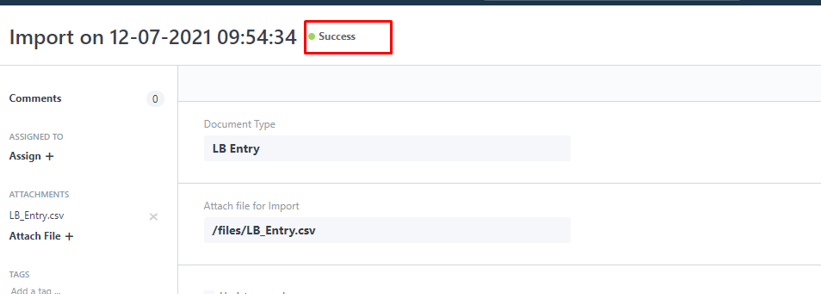 Import on 12-07-2021 09:54:34 Success
Comments 0
ASSIGNED TO
Assign +
ATTACHMENTS
LB_Entry.csv ×
Attach File +
TAGS
Add a tag ...
Document Type
LB Entry
Attach file for Import
/files/LB_Entry.csv